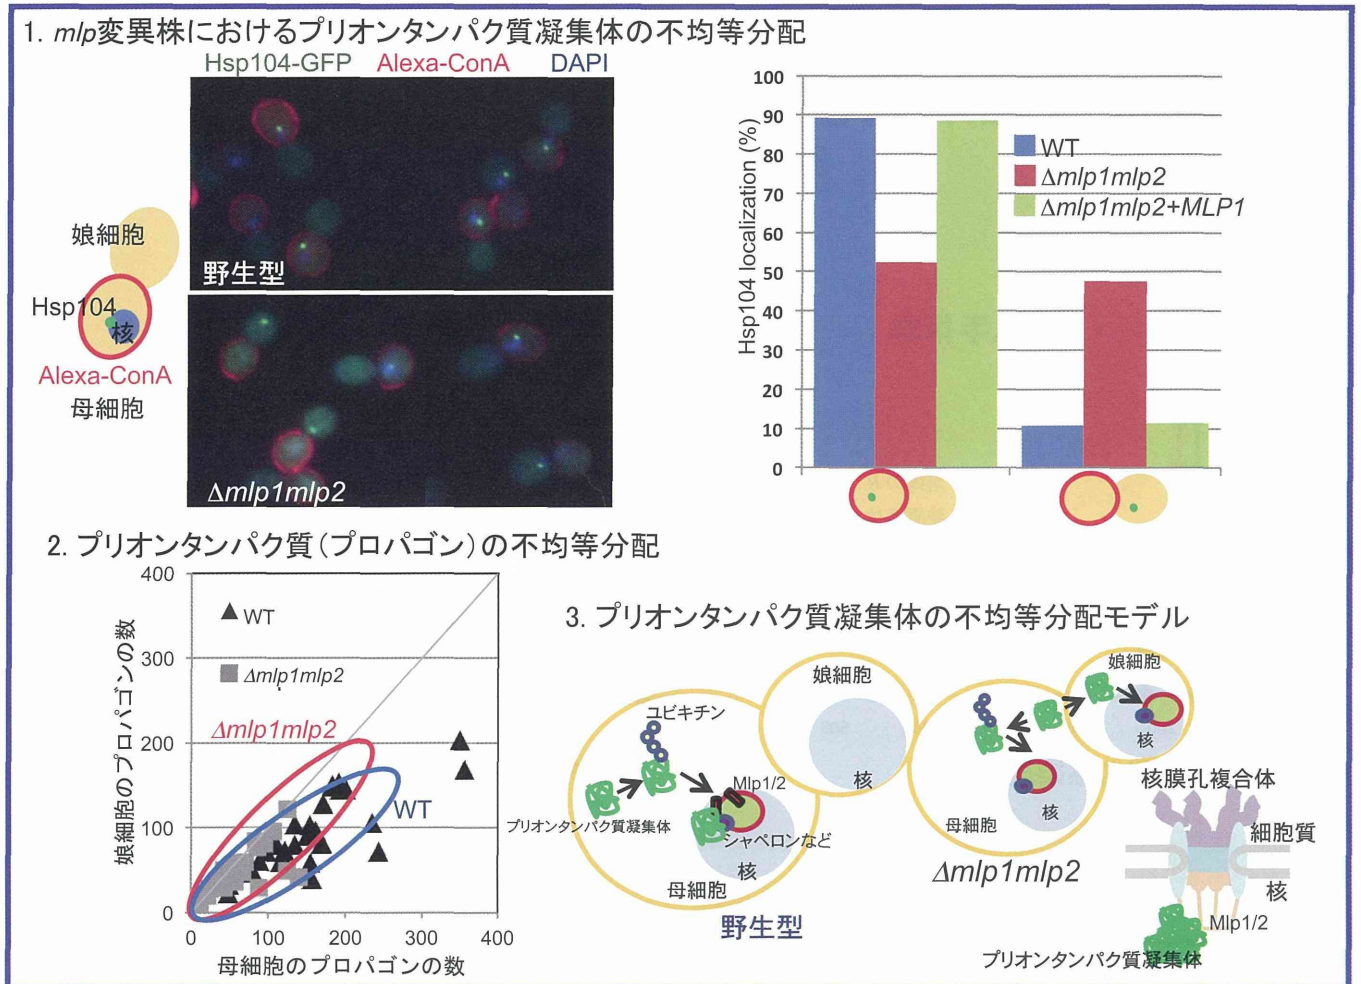 1. mlp変異株におけるプリオンタンパク質凝集体の不均等分配
Hsp104-GFP Alexa-ConA DAPI
娘細胞
Hsp104
核
Alexa-ConA
母細胞
野生型
Δmlp1mlp2
Hsp104 localization (%)
100
90
80
70
60
50
40
30
20
10
0
WT
Δmlp1mlp2
Δmlp1mlp2+MLP1
2. プリオンタンパク質(プロパゴン)の不均等分配
娘細胞のプロパゴンの数
400
300
200
100
0
WT
Δmlp1mlp2
Δmlp1mlp2
WT
0 100 200 300 400
母細胞のプロパゴンの数
3. プリオンタンパク質凝集体の不均等分配モデル
ユビキチン
Mlp1/2
プリオンタンパク質凝集体
シャペロンなど
核
母細胞
野生型
娘細胞
核
娘細胞
核
核
母細胞
Δmlp1mlp2
核膜孔複合体
細胞質
核
Mlp1/2
プリオンタンパク質凝集体